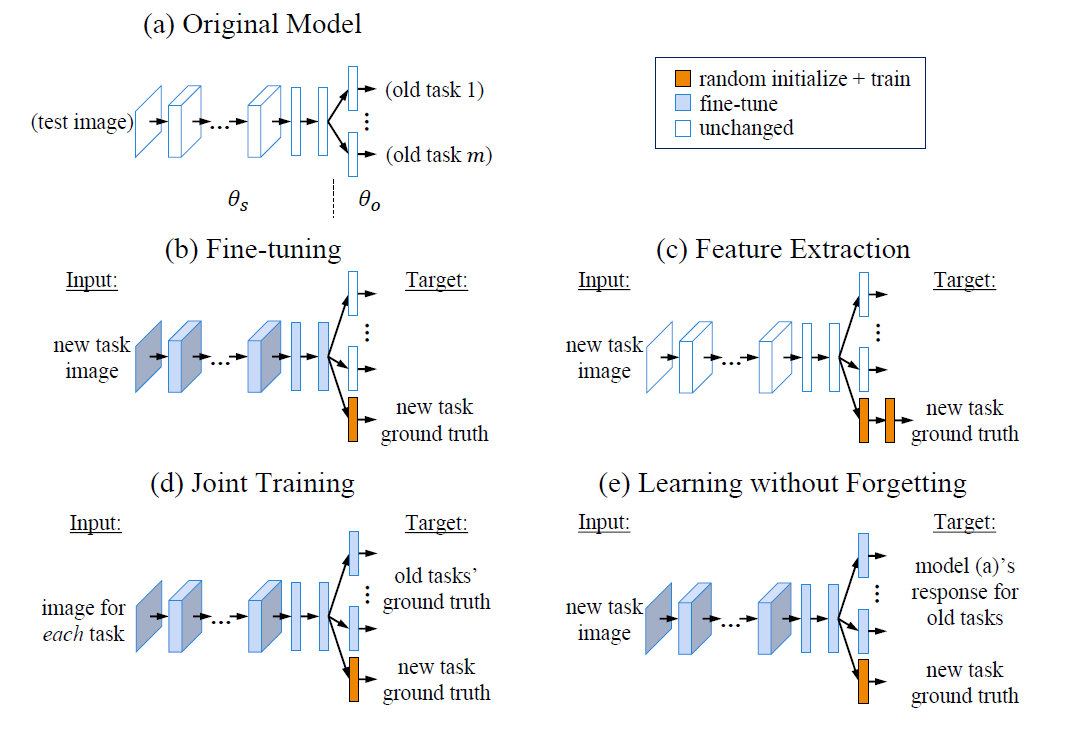 (a) Original Model
(test image)
...
(old task 1)
⋮
(old task m)
θs
θo
random initialize + train
fine-tune
unchanged
(b) Fine-tuning
Input:
Target:
new task
image
...
⋮
new task
ground truth
(c) Feature Extraction
Input:
Target:
new task
image
...
⋮
new task
ground truth
(d) Joint Training
Input:
Target:
image for
each task
...
old tasks’
⋮ ground truth
new task
ground truth
(e) Learning without Forgetting
Input:
Target:
new task
image
...
model (a)’s
⋮ response for
old tasks
new task
ground truth